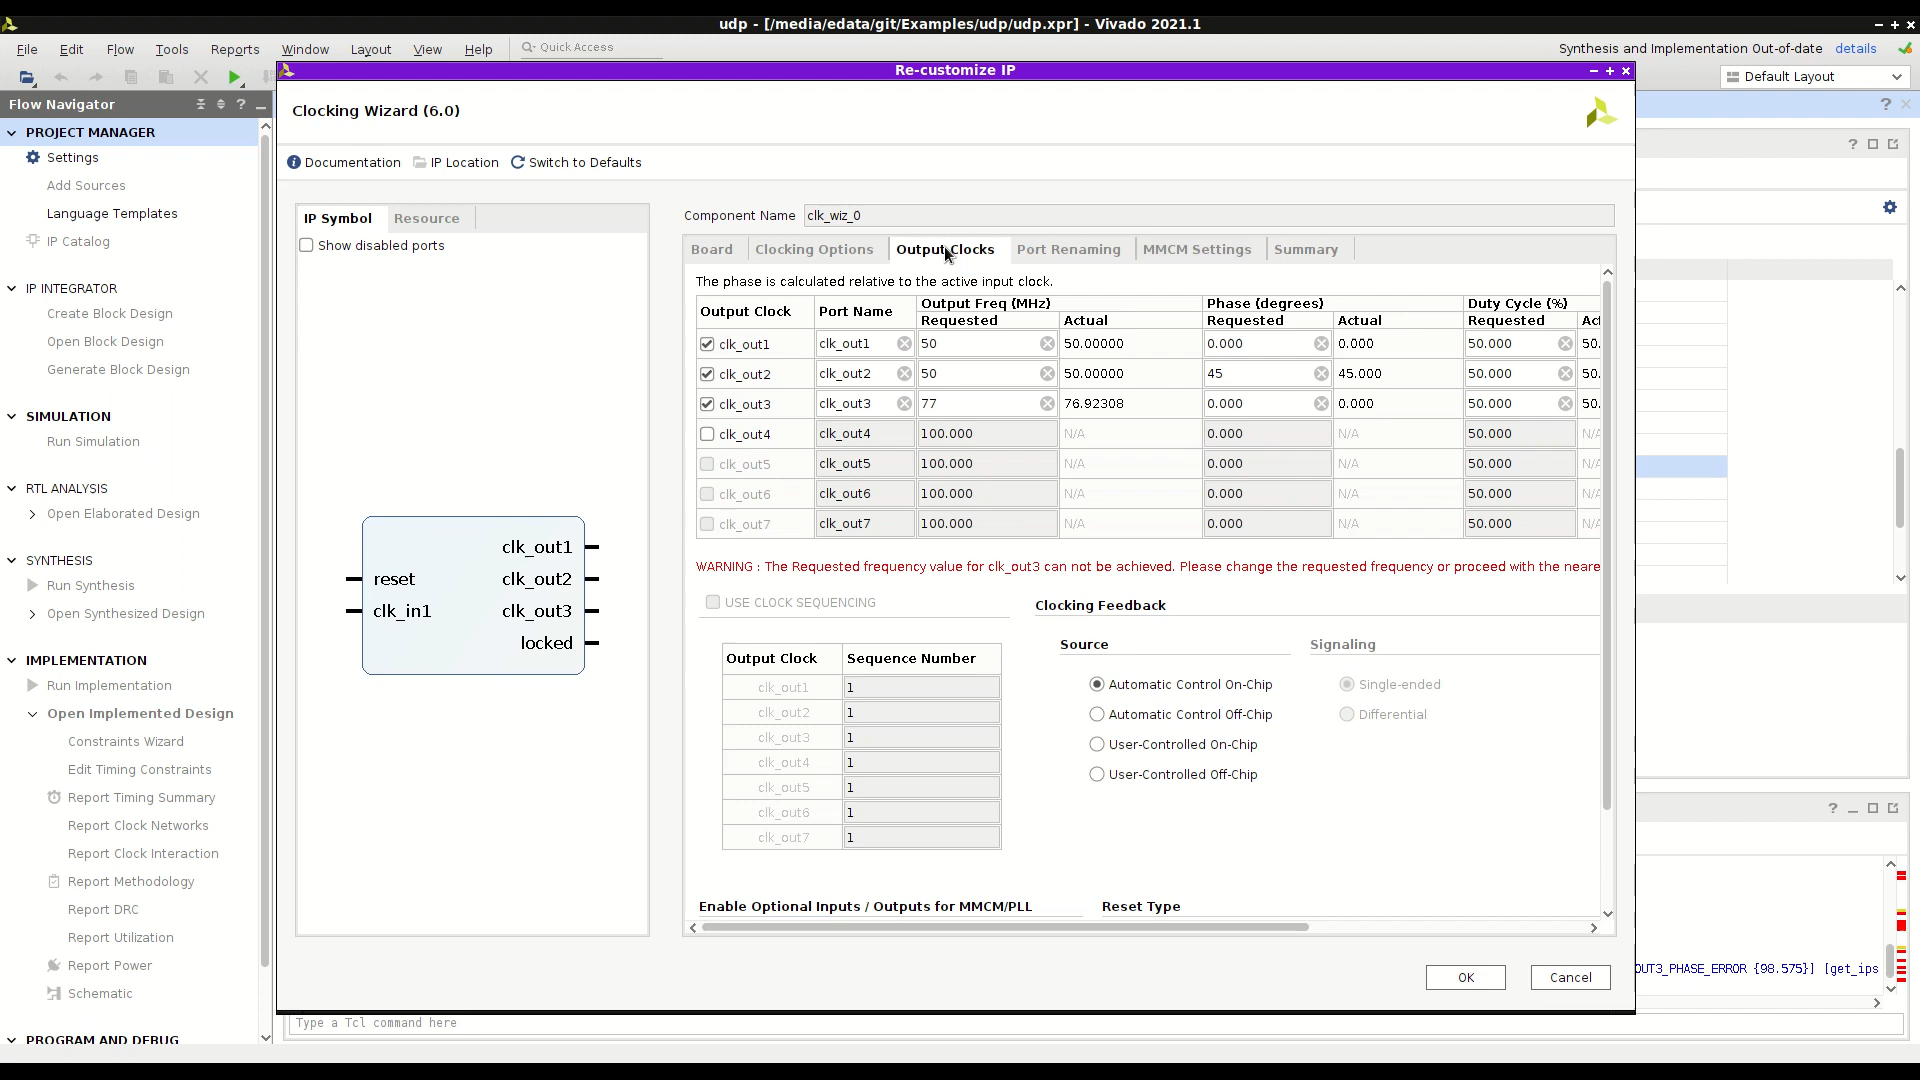 udp - [/media/edata/git/Examples/udp/udp.xpr] - Vivado 2021.1
File Edit Flow Tools Reports Window Layout View Help Quick Access
Synthesis and Implementation Out-of-date details
Default Layout
Re-customize IP
Flow Navigator
PROJECT MANAGER
Settings
Add Sources
Language Templates
IP Catalog
IP INTEGRATOR
Create Block Design
Open Block Design
Generate Block Design
SIMULATION
Run Simulation
RTL ANALYSIS
Open Elaborated Design
SYNTHESIS
Run Synthesis
Open Synthesized Design
IMPLEMENTATION
Run Implementation
Open Implemented Design
Constraints Wizard
Edit Timing Constraints
Report Timing Summary
Report Clock Networks
Report Clock Interaction
Report Methodology
Report DRC
Report Utilization
Report Power
Schematic
PROGRAM AND DEBUG
Clocking Wizard (6.0)
Documentation IP Location Switch to Defaults
IP Symbol Resource
Show disabled ports
reset
clk_in1
clk_out1
clk_out2
clk_out3
locked
Component Name clk_wiz_0
Board Clocking Options Output Clocks Port Renaming MMCM Settings Summary
The phase is calculated relative to the active input clock.
Output Clock Port Name Output Freq (MHz) Phase (degrees) Duty Cycle (%)
Requested Actual Requested Actual Requested Act
clk_out1 clk_out1 50 50.00000 0.000 0.000 50.000 50.
clk_out2 clk_out2 50 50.00000 45 45.000 50.000 50.
clk_out3 clk_out3 77 76.92308 0.000 0.000 50.000 50.
clk_out4 clk_out4 100.000 N/A 0.000 N/A 50.000 N/A
clk_out5 clk_out5 100.000 N/A 0.000 N/A 50.000 N/A
clk_out6 clk_out6 100.000 N/A 0.000 N/A 50.000 N/A
clk_out7 clk_out7 100.000 N/A 0.000 N/A 50.000 N/A
WARNING : The Requested frequency value for clk_out3 can not be achieved. Please change the requested frequency or proceed with the neare
USE CLOCK SEQUENCING
Output Clock Sequence Number
clk_out1 1
clk_out2 1
clk_out3 1
clk_out4 1
clk_out5 1
clk_out6 1
clk_out7 1
Clocking Feedback
Source
Automatic Control On-Chip
Automatic Control Off-Chip
User-Controlled On-Chip
User-Controlled Off-Chip
Signaling
Single-ended
Differential
Enable Optional Inputs / Outputs for MMCM/PLL Reset Type
OK Cancel
OUT3_PHASE_ERROR {98.575}] [get_ips
Type a Tcl command here